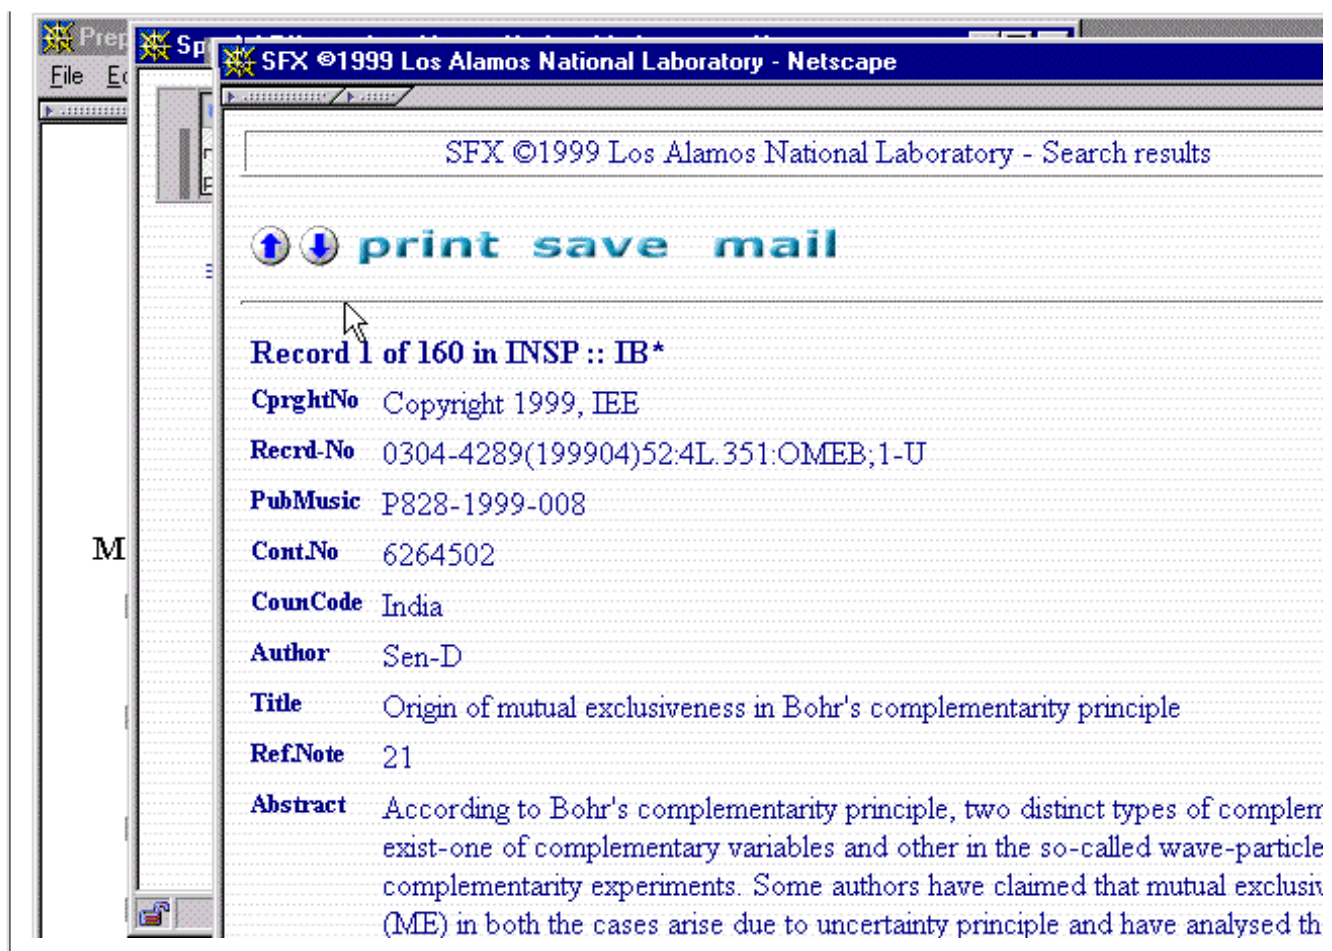 Prep
Sp
SFX ©1999 Los Alamos National Laboratory - Netscape
File
SFX ©1999 Los Alamos National Laboratory - Search results
print save mail
Record 1 of 160 in INSP :: IB*
CprghtNo Copyright 1999, IEE
Recrd-No 0304-4289(199904)52:4L.351:OMEB;1-U
PubMusic P828-1999-008
M
Cont.No 6264502
CounCode India
Author Sen-D
Title Origin of mutual exclusiveness in Bohr's complementarity principle
Ref.Note 21
Abstract According to Bohr's complementarity principle, two distinct types of complem
exist-one of complementary variables and other in the so-called wave-particle
complementarity experiments. Some authors have claimed that mutual exclusiv
(ME) in both the cases arise due to uncertainty principle and have analysed th